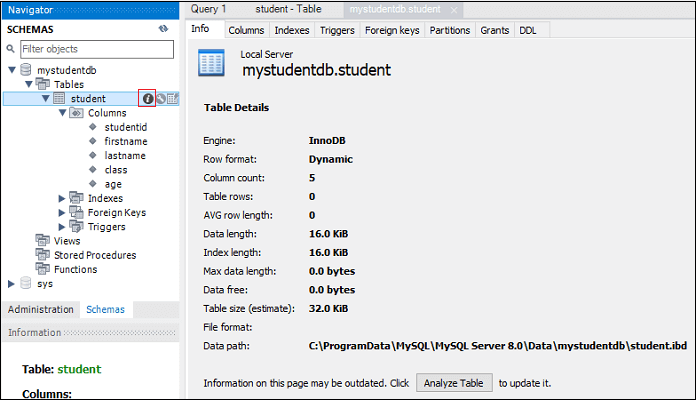 Navigator
SCHEMAS
Filter objects
mystudentdb
Tables
student
Columns
studentid
firstname
lastname
class
age
Indexes
Foreign Keys
Triggers
Views
Stored Procedures
Functions
sys
Administration Schemas
Information
Table: student
Columns:
Query 1 student - Table mystudentdb.student
Info Columns Indexes Triggers Foreign keys Partitions Grants DDL
Local Server
mystudentdb.student
Table Details
Engine: InnoDB
Row format: Dynamic
Column count: 5
Table rows: 0
AVG row length: 0
Data length: 16.0 KiB
Index length: 16.0 KiB
Max data length: 0.0 bytes
Data free: 0.0 bytes
Table size (estimate): 32.0 KiB
File format:
Data path: C:\ProgramData\MySQL\MySQL Server 8.0\Data\mystudentdb\student.ibd
Information on this page may be outdated. Click Analyze Table to update it.